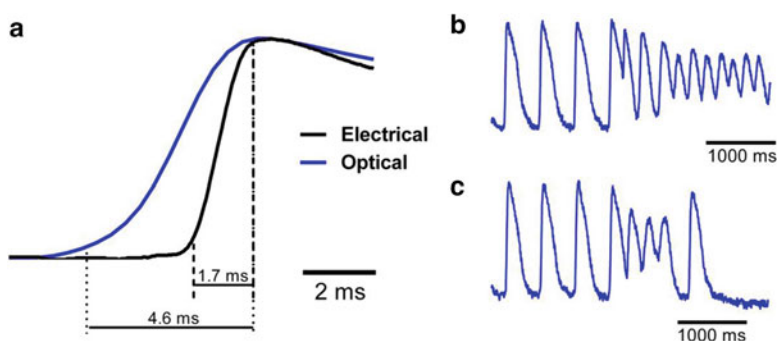 a
Electrical
Optical
1.7 ms
4.6 ms
2 ms
b
1000 ms
c
1000 ms